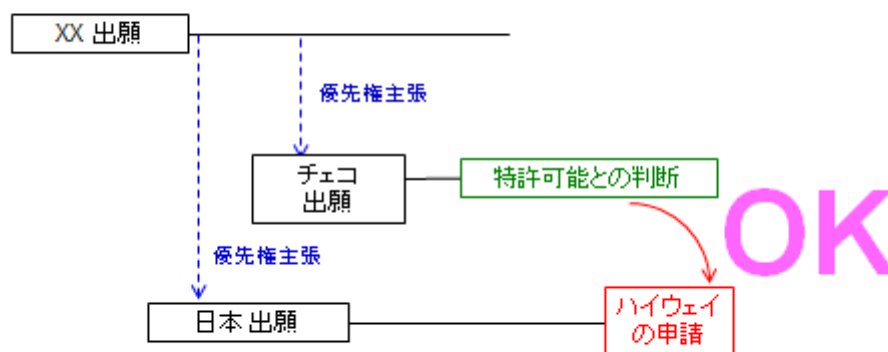 XX 出願
優先権主張
チェコ
出願
特許可能との判断
OK
優先権主張
日本 出願
ハイウェイ
の申請